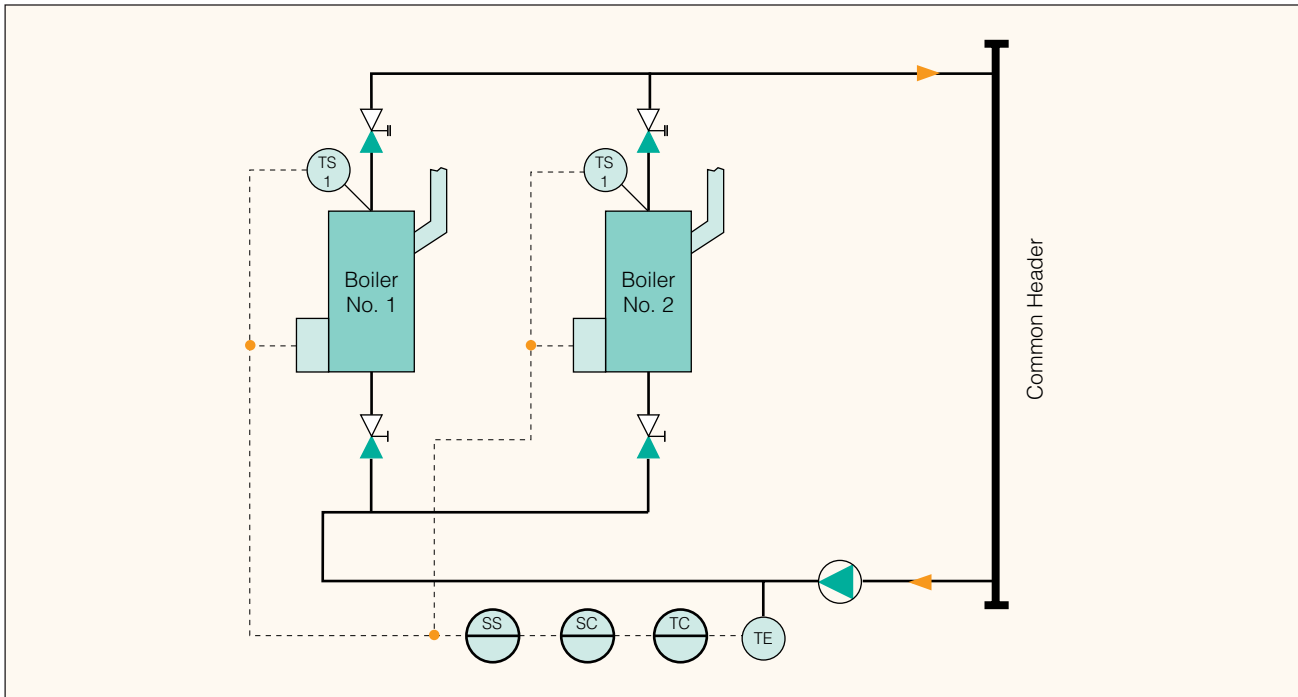 TS
1
TS
1
Boiler
No. 1
Boiler
No. 2
Common Header
SS
SC
TC
TE